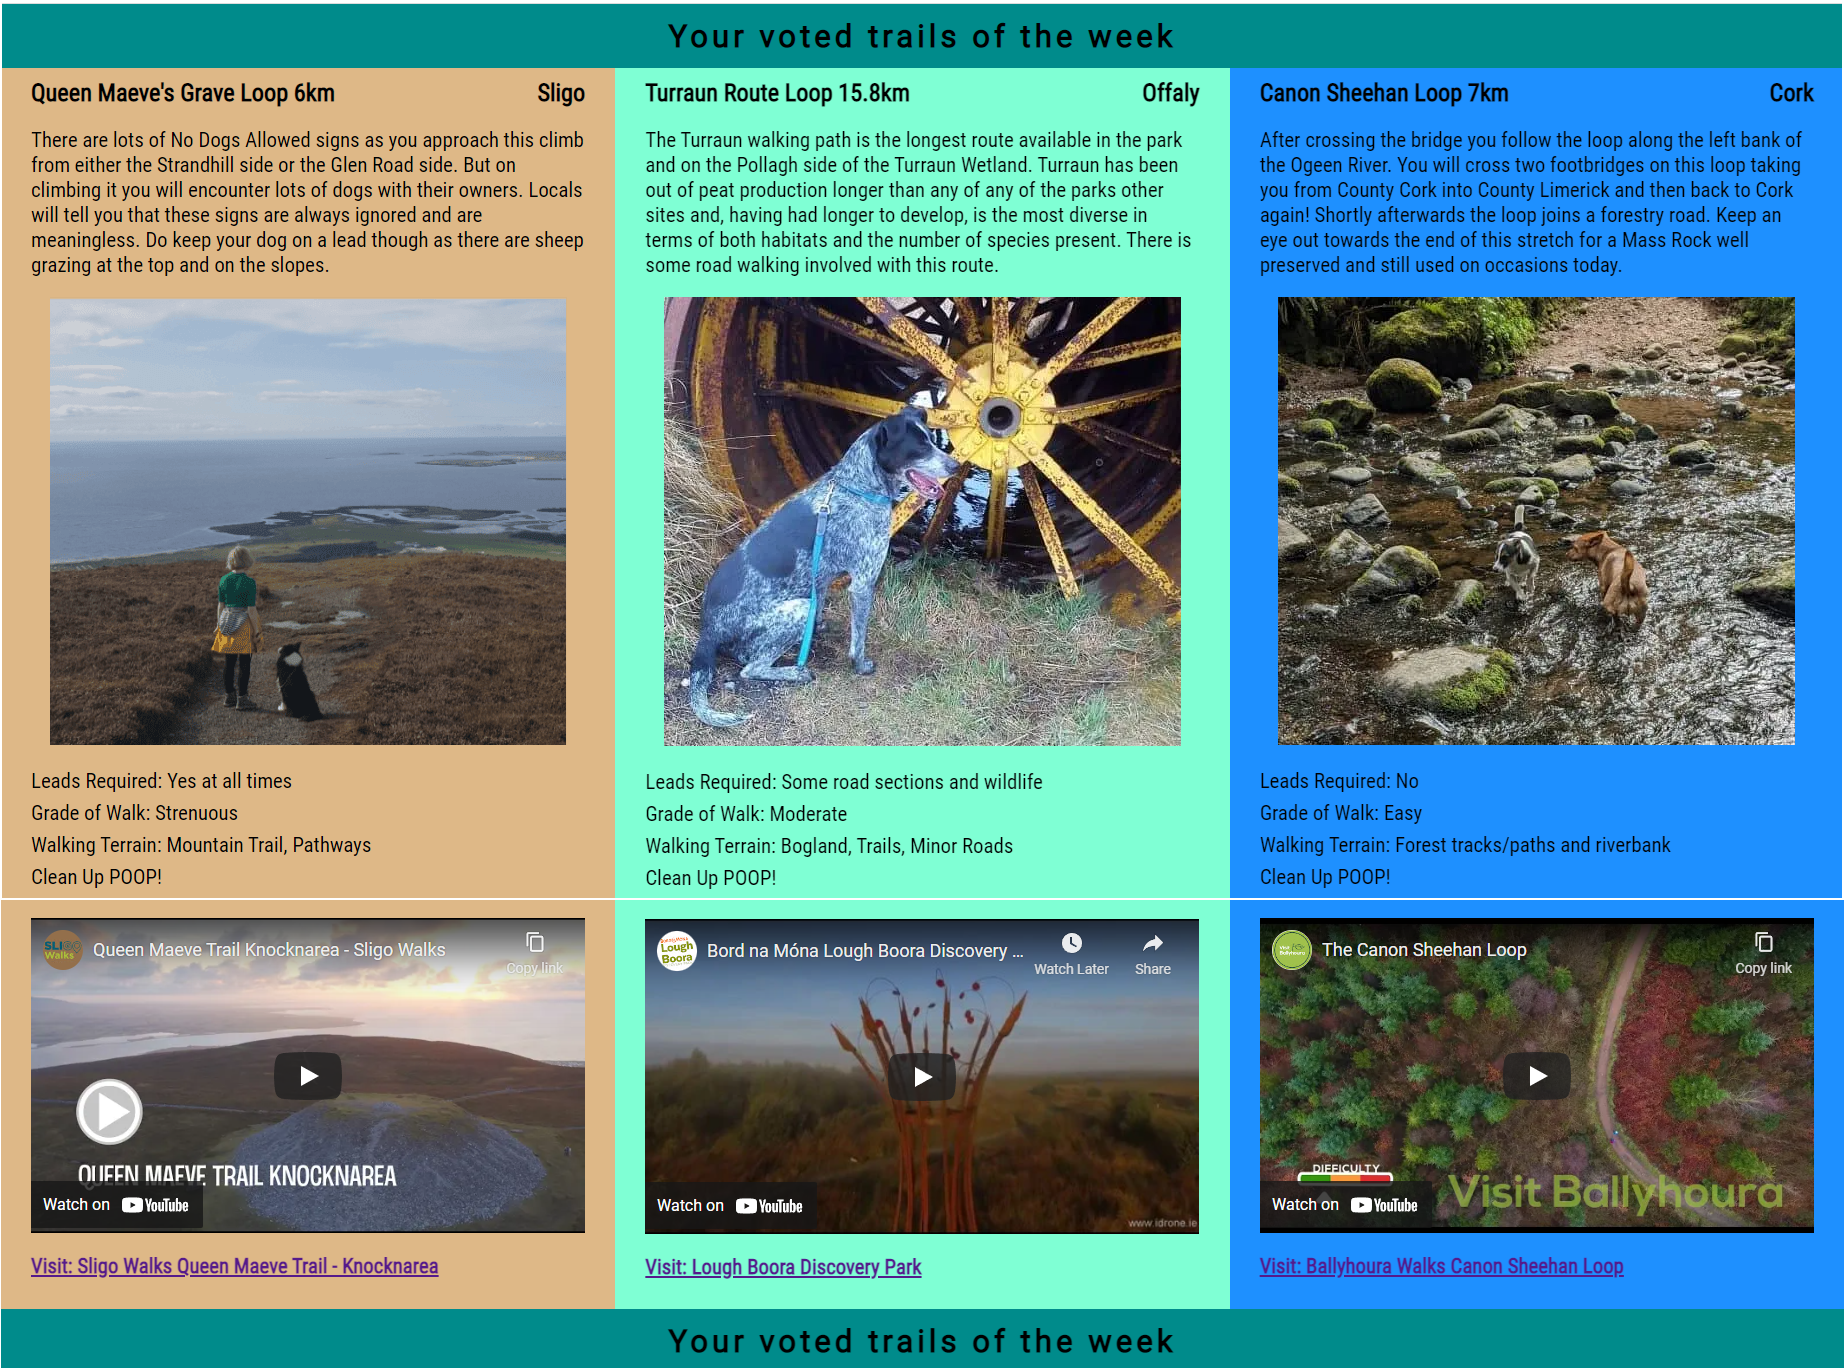 Your voted trails of the week
Queen Maeve's Grave Loop 6km Sligo
There are lots of No Dogs Allowed signs as you approach this climb
from either the Strandhill side or the Glen Road side. But on
climbing it you will encounter lots of dogs with their owners. Locals
will tell you that these signs are always ignored and are
meaningless. Do keep your dog on a lead though as there are sheep
grazing at the top and on the slopes.
Leads Required: Yes at all times
Grade of Walk: Strenuous
Walking Terrain: Mountain Trail, Pathways
Clean Up POOP!
SLIGO
Walks
Queen Maeve Trail Knocknarea - Sligo Walks
Copy link
QUEEN MAEVE TRAIL KNOCKNAREA
Watch on YouTube
Visit: Sligo Walks Queen Maeve Trail - Knocknarea
Turraun Route Loop 15.8km Offaly
The Turraun walking path is the longest route available in the park
and on the Pollagh side of the Turraun Wetland. Turraun has been
out of peat production longer than any of any of the parks other
sites and, having had longer to develop, is the most diverse in
terms of both habitats and the number of species present. There is
some road walking involved with this route.
Leads Required: Some road sections and wildlife
Grade of Walk: Moderate
Walking Terrain: Bogland, Trails, Minor Roads
Clean Up POOP!
Lough
Boora
Bord na Móna Lough Boora Discovery ...
Watch Later
Share
www.idrone.ie
Watch on YouTube
Visit: Lough Boora Discovery Park
Canon Sheehan Loop 7km Cork
After crossing the bridge you follow the loop along the left bank of
the Ogeen River. You will cross two footbridges on this loop taking
you from County Cork into County Limerick and then back to Cork
again! Shortly afterwards the loop joins a forestry road. Keep an
eye out towards the end of this stretch for a Mass Rock well
preserved and still used on occasions today.
Leads Required: No
Grade of Walk: Easy
Walking Terrain: Forest tracks/paths and riverbank
Clean Up POOP!
The Canon Sheehan Loop
Copy link
DIFFICULTY
Visit Ballyhoura
Watch on YouTube
Visit: Ballyhoura Walks Canon Sheehan Loop
Your voted trails of the week